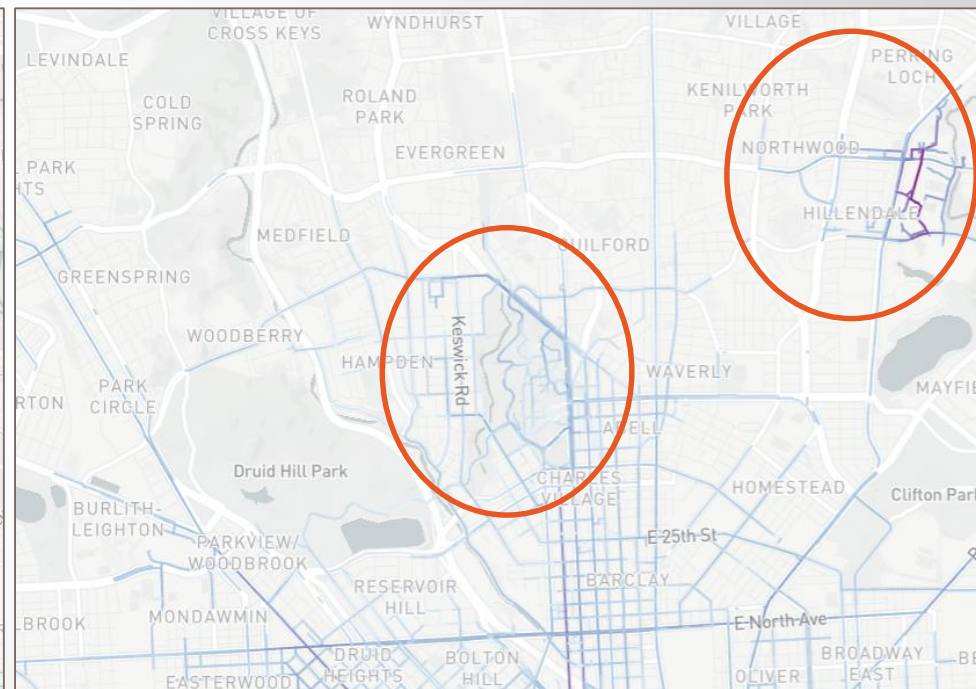 VILLAGE OF
CROSS KEYS
WYNDHURST
VILLAGE
LEVINDALE
PERRING
LOCH
KENILWORTH
PARK
COLD
SPRING
ROLAND
PARK
EVERGREEN
NORTHWOOD
PARK
HILLENDALE
MEDFIELD
GUILFORD
GREENSPRING
WOODBERRY
HAMPDEN
Keswick Rd
WAVERLY
PARK
CIRCLE
MAYFIE
RTON
ABELL
Druid Hill Park
CHARLES
VILLAGE
HOMESTEAD
Clifton Park
BURLITH-
LEIGHTON
E 25th St
PARKVIEW/
WOODBROOK
RESERVOIR
HILL
BARCLAY
LBROOK
MONDAWMIN
E North Ave
DRUID
HEIGHTS
BOLTON
HILL
BROADWAY
EAST
BE
EASTERWOOD
OLIVER